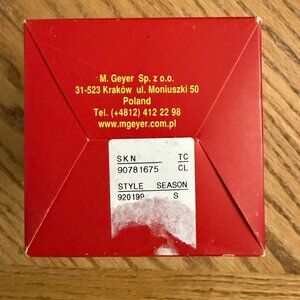 M. Geyer Sp. z o.o.
31-523 Kraków ul. Moniuszki 50
Poland
Tel. (+4812) 412 22 98
www.mgeyer.com.pl
SKN TC
90781675 CL
STYLE SEASON
920199 S